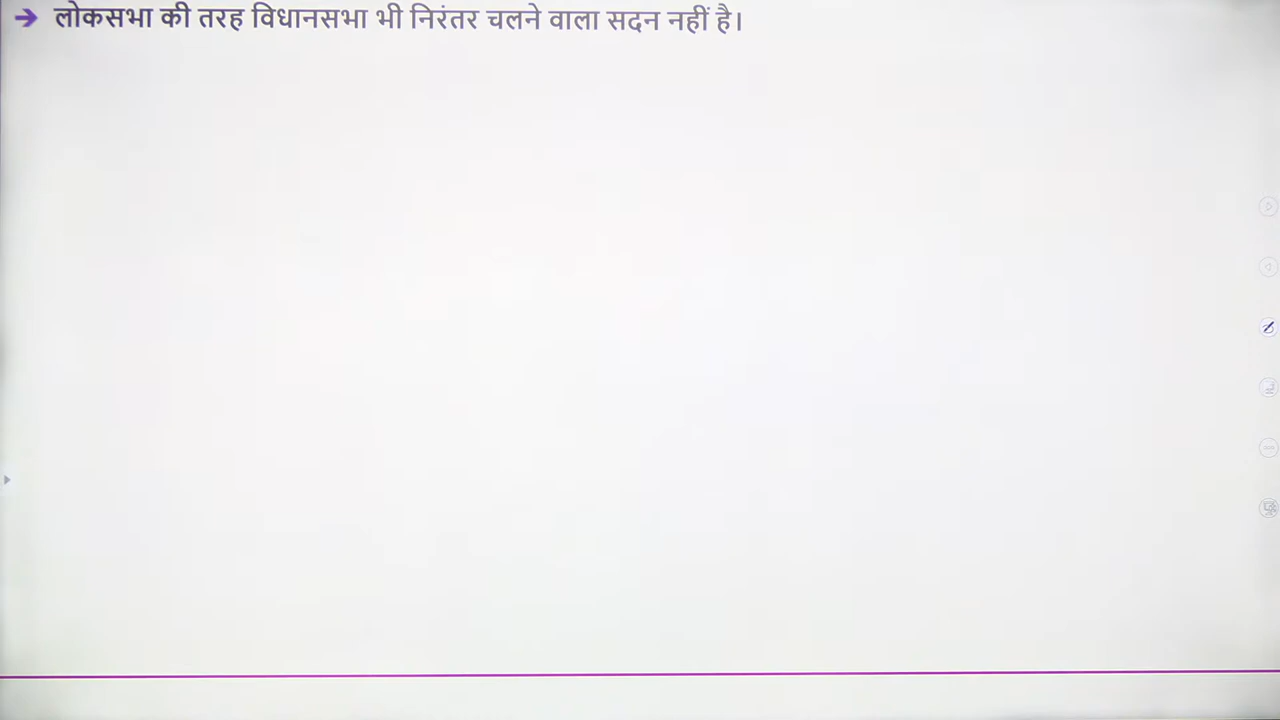 → लोकसभा की तरह विधानसभा भी निरंतर चलने वाला सदन नहीं है।